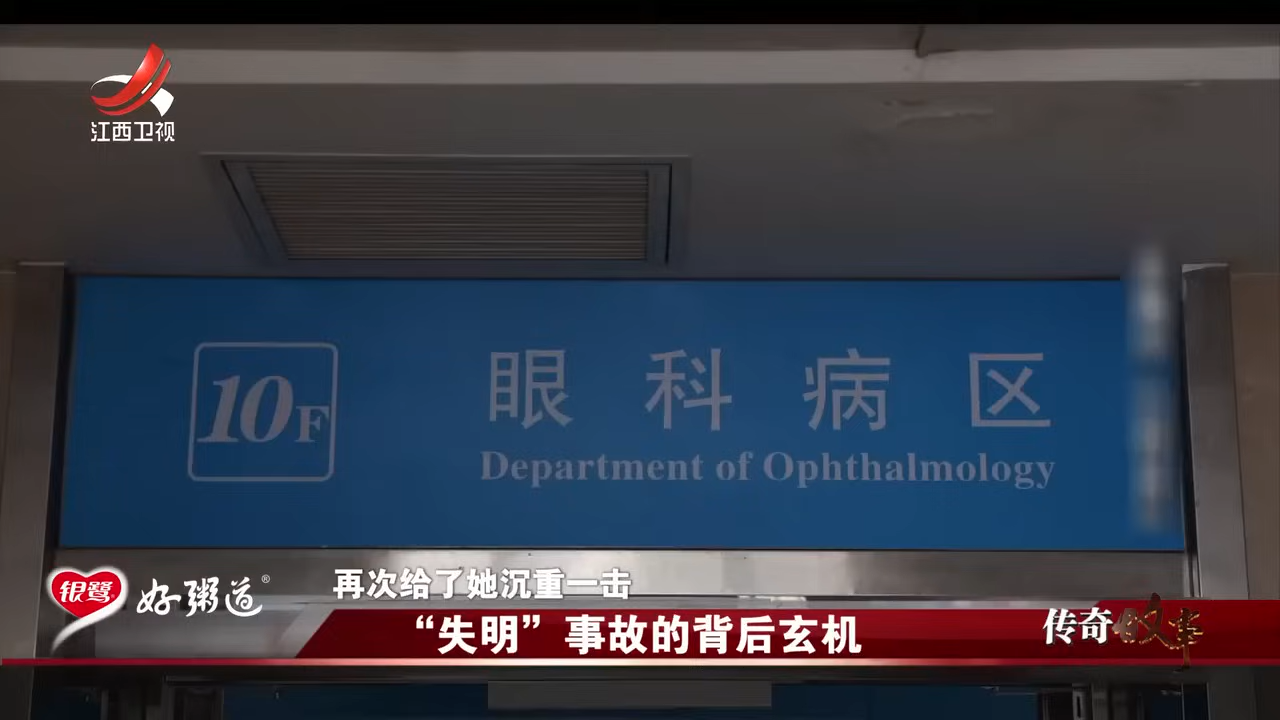 江西卫视
10F
眼科病区
Department of Ophthalmology
再次给了她沉重一击
银鹭 好粥道®
“失明”事故的背后玄机
传奇故事